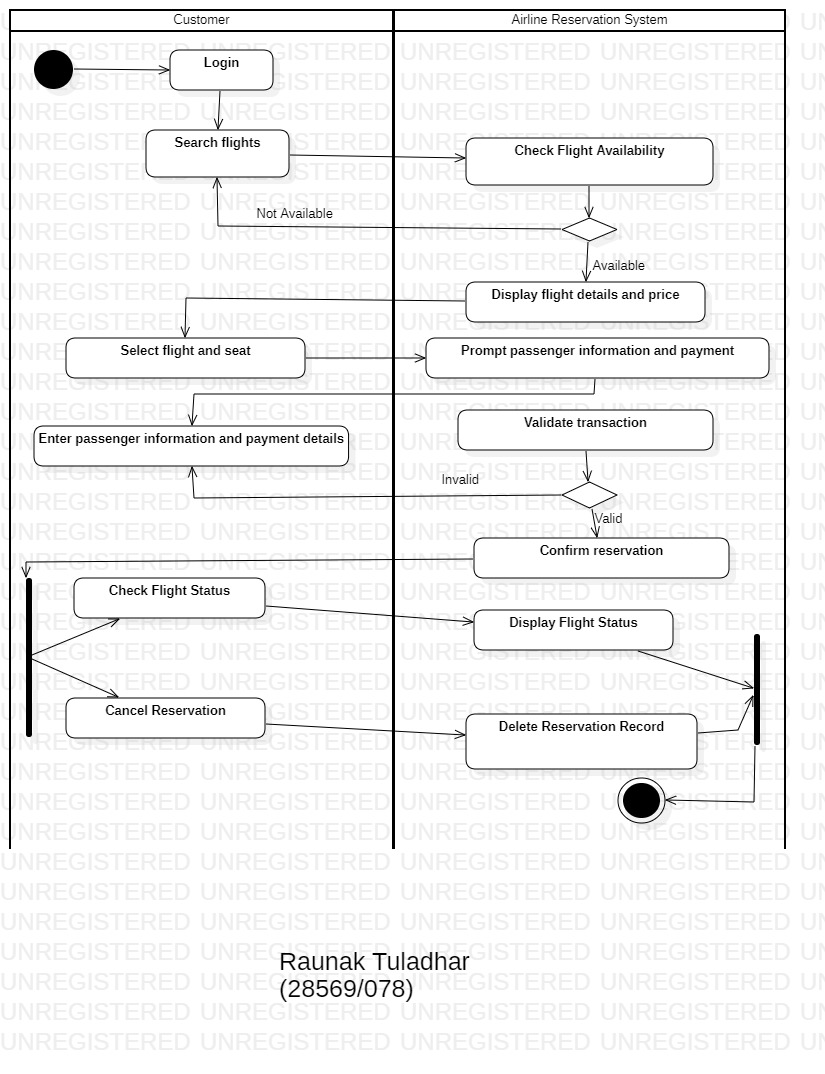 Customer
Airline Reservation System
Login
Search flights
Check Flight Availability
Not Available
Available
Display flight details and price
Select flight and seat
Prompt passenger information and payment
Validate transaction
Enter passenger information and payment details
Invalid
Valid
Confirm reservation
Check Flight Status
Display Flight Status
Cancel Reservation
Delete Reservation Record
Raunak Tuladhar
(28569/078)
UNREGISTERED